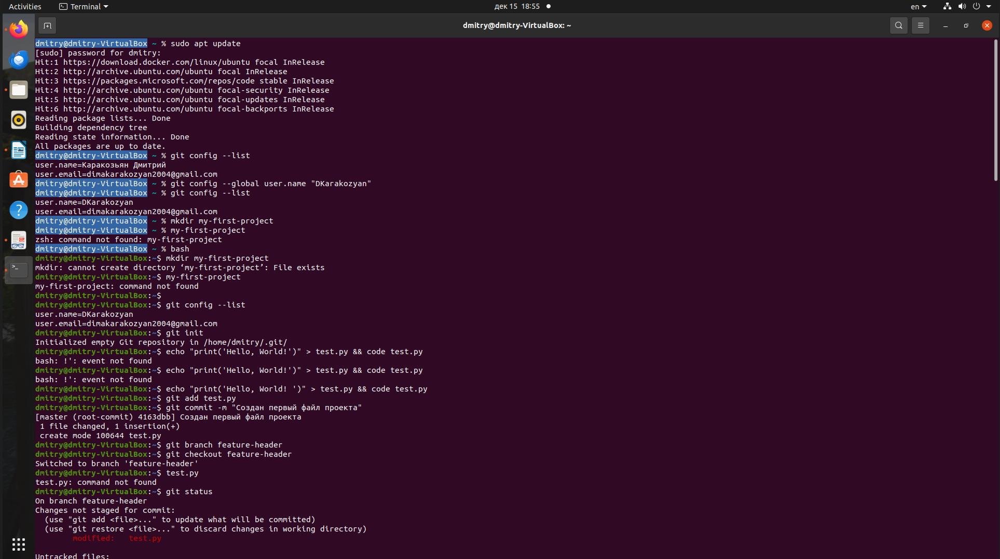 Activities
Terminal
дек 15 18:55
en
dmitry@dmitry-VirtualBox: ~
dmitry@dmitry-VirtualBox ~ % sudo apt update
[sudo] password for dmitry:
Hit:1 https://download.docker.com/linux/ubuntu focal InRelease
Hit:2 http://archive.ubuntu.com/ubuntu focal InRelease
Hit:3 https://packages.microsoft.com/repos/code stable InRelease
Hit:4 http://archive.ubuntu.com/ubuntu focal-security InRelease
Hit:5 http://archive.ubuntu.com/ubuntu focal-updates InRelease
Hit:6 http://archive.ubuntu.com/ubuntu focal-backports InRelease
Reading package lists... Done
Building dependency tree
Reading state information... Done
All packages are up to date.
dmitry@dmitry-VirtualBox ~ % git config --list
user.name=Каракозьян Дмитрий
user.email=dimakarakozyan2004@gmail.com
dmitry@dmitry-VirtualBox ~ % git config --global user.name "DKarakozyan"
dmitry@dmitry-VirtualBox ~ % git config --list
user.name=DKarakozyan
user.email=dimakarakozyan2004@gmail.com
dmitry@dmitry-VirtualBox ~ % mkdir my-first-project
dmitry@dmitry-VirtualBox ~ % my-first-project
zsh: command not found: my-first-project
dmitry@dmitry-VirtualBox ~ % bash
dmitry@dmitry-VirtualBox:~$ mkdir my-first-project
mkdir: cannot create directory ‘my-first-project’: File exists
dmitry@dmitry-VirtualBox:~$ my-first-project
my-first-project: command not found
dmitry@dmitry-VirtualBox:~$
dmitry@dmitry-VirtualBox:~$ git config --list
user.name=DKarakozyan
user.email=dimakarakozyan2004@gmail.com
dmitry@dmitry-VirtualBox:~$ git init
Initialized empty Git repository in /home/dmitry/.git/
dmitry@dmitry-VirtualBox:~$ echo "print('Hello, World!')" > test.py && code test.py
bash: !': event not found
dmitry@dmitry-VirtualBox:~$ echo "print('Hello, World!')" > test.py && code test.py
bash: !': event not found
dmitry@dmitry-VirtualBox:~$ echo "print('Hello, World! ')" > test.py && code test.py
dmitry@dmitry-VirtualBox:~$ git add test.py
dmitry@dmitry-VirtualBox:~$ git commit -m "Создан первый файл проекта"
[master (root-commit) 4163dbb] Создан первый файл проекта
 1 file changed, 1 insertion(+)
 create mode 100644 test.py
dmitry@dmitry-VirtualBox:~$ git branch feature-header
dmitry@dmitry-VirtualBox:~$ git checkout feature-header
Switched to branch 'feature-header'
dmitry@dmitry-VirtualBox:~$ test.py
test.py: command not found
dmitry@dmitry-VirtualBox:~$ git status
On branch feature-header
Changes not staged for commit:
  (use "git add <file>..." to update what will be committed)
  (use "git restore <file>..." to discard changes in working directory)
        modified:   test.py
Untracked files: